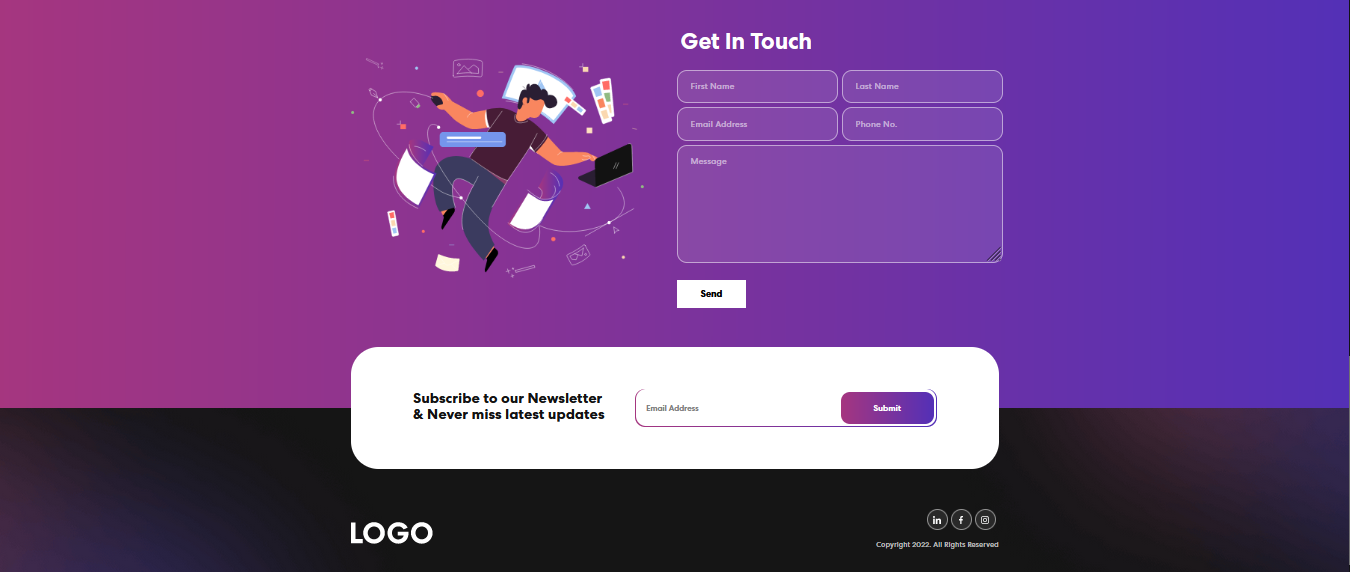 Get In Touch
First Name
Last Name
Email Address
Phone No.
Message
Send
Subscribe to our Newsletter
& Never miss latest updates
Email Address
Submit
LOGO
in f
Copyright 2022. All Rights Reserved